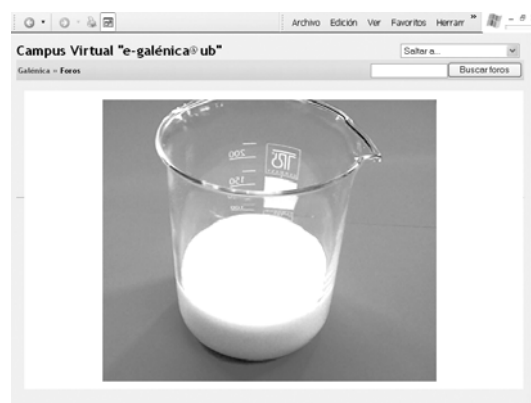 Archivo Edición Ver Favoritos Herram »
Campus Virtual "e-galénica® ub"
Saltar a...
Galénica » Foros
Buscar foros
200
150